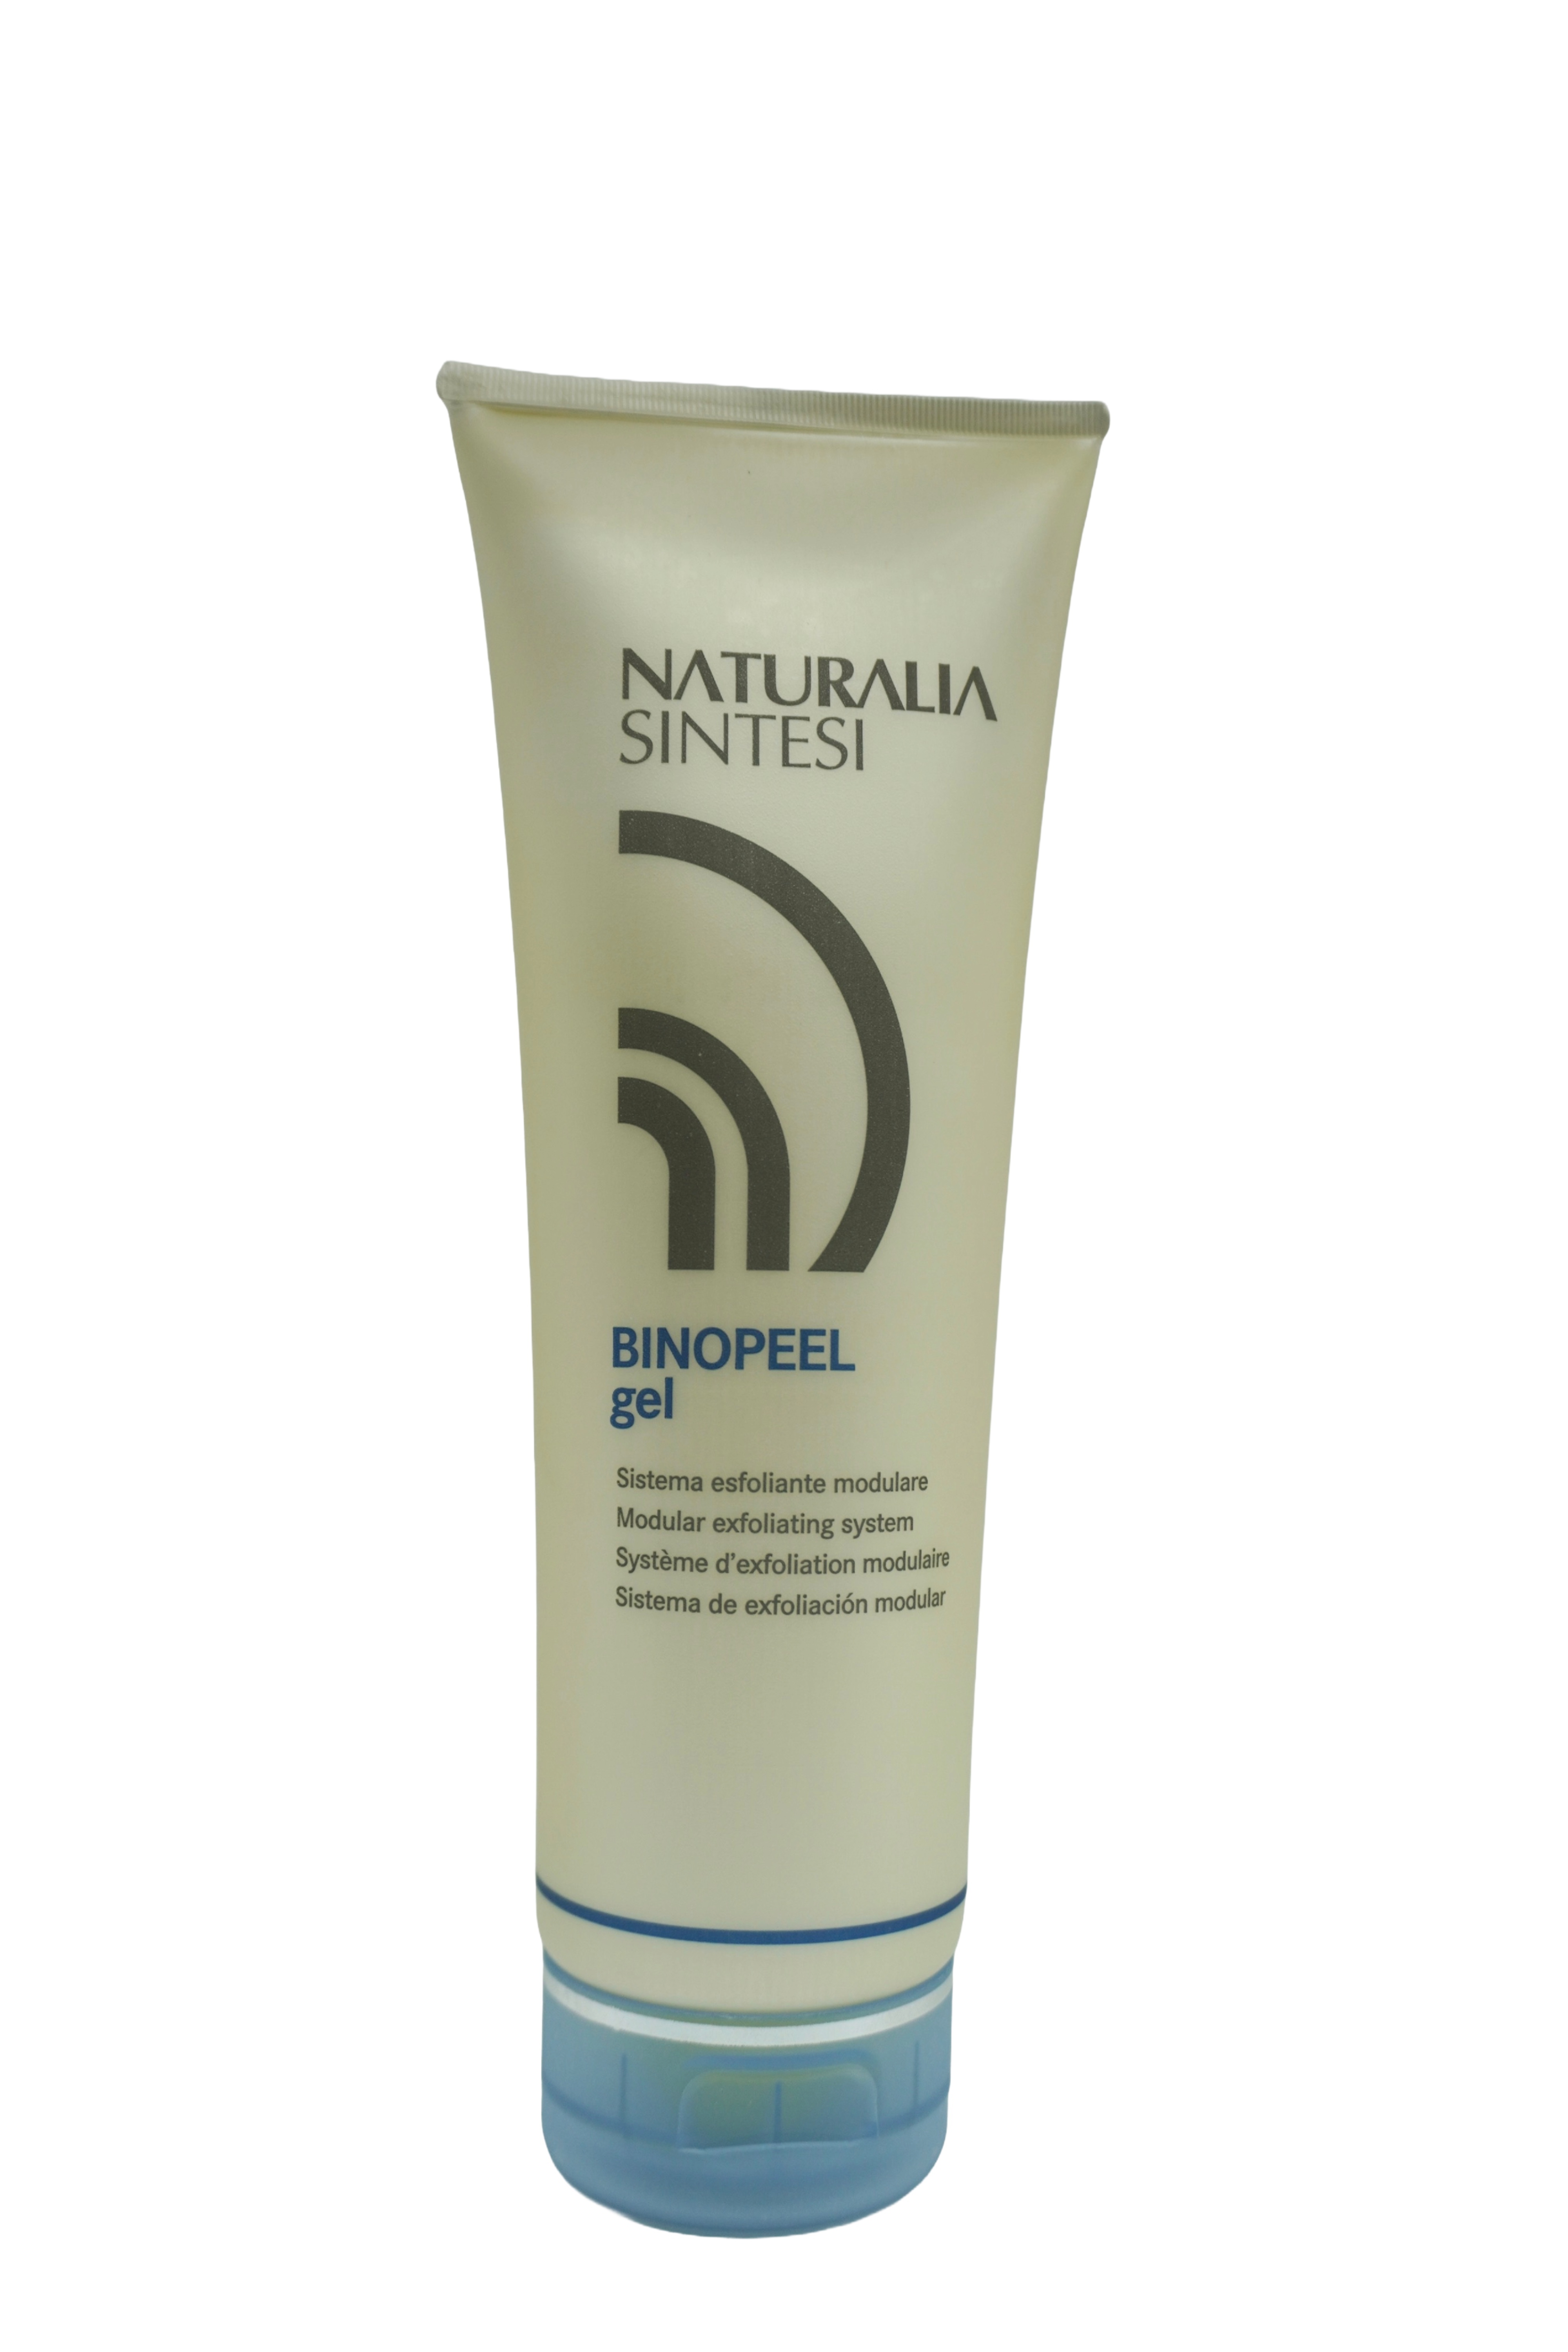 NATURALIA
SINTESI
BINOPEEL
gel
Sistema esfoliante modulare
Modular exfoliating system
Système d'exfoliation modulaire
Sistema de exfoliación modular